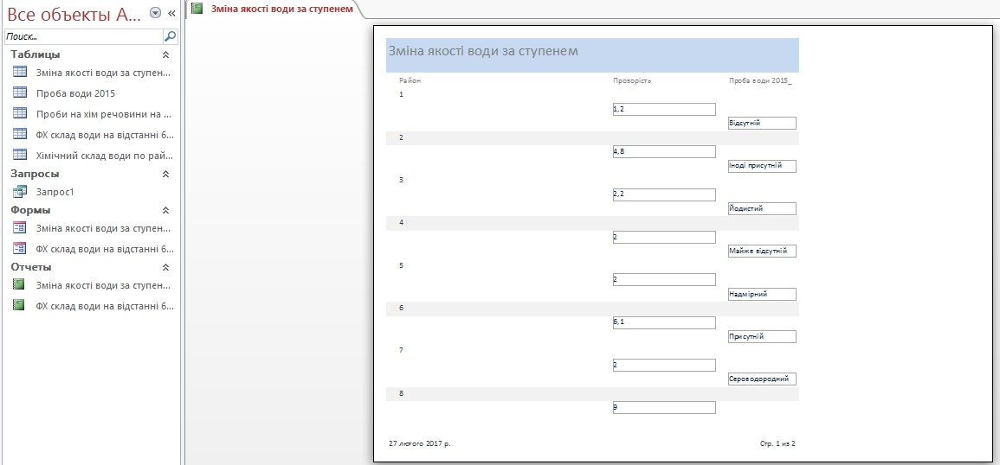 Все объекты A...
Поиск...
Таблицы
Зміна якості води за ступен...
Проба води 2015
Проби на хім речовини на ...
ФХ склад води на відстанні 6...
Хімічний склад води по рай...
Запросы
Запрос1
Формы
Зміна якості води за ступен...
ФХ склад води на відстанні 6...
Отчеты
Зміна якості води за ступен...
ФХ склад води на відстанні 6...
Зміна якості води за ступенем
Зміна якості води за ступенем
Район Прозорість Проба води 2015_
1
1,2
Відсутній
2
4,8
Іноді присутній
3
2,2
Йодистий
4
2
Майже відсутній
5
2
Надмірний
6
6,1
Присутній
7
2
Сероводородний
8
9
27 лютого 2017 р. Стр. 1 из 2